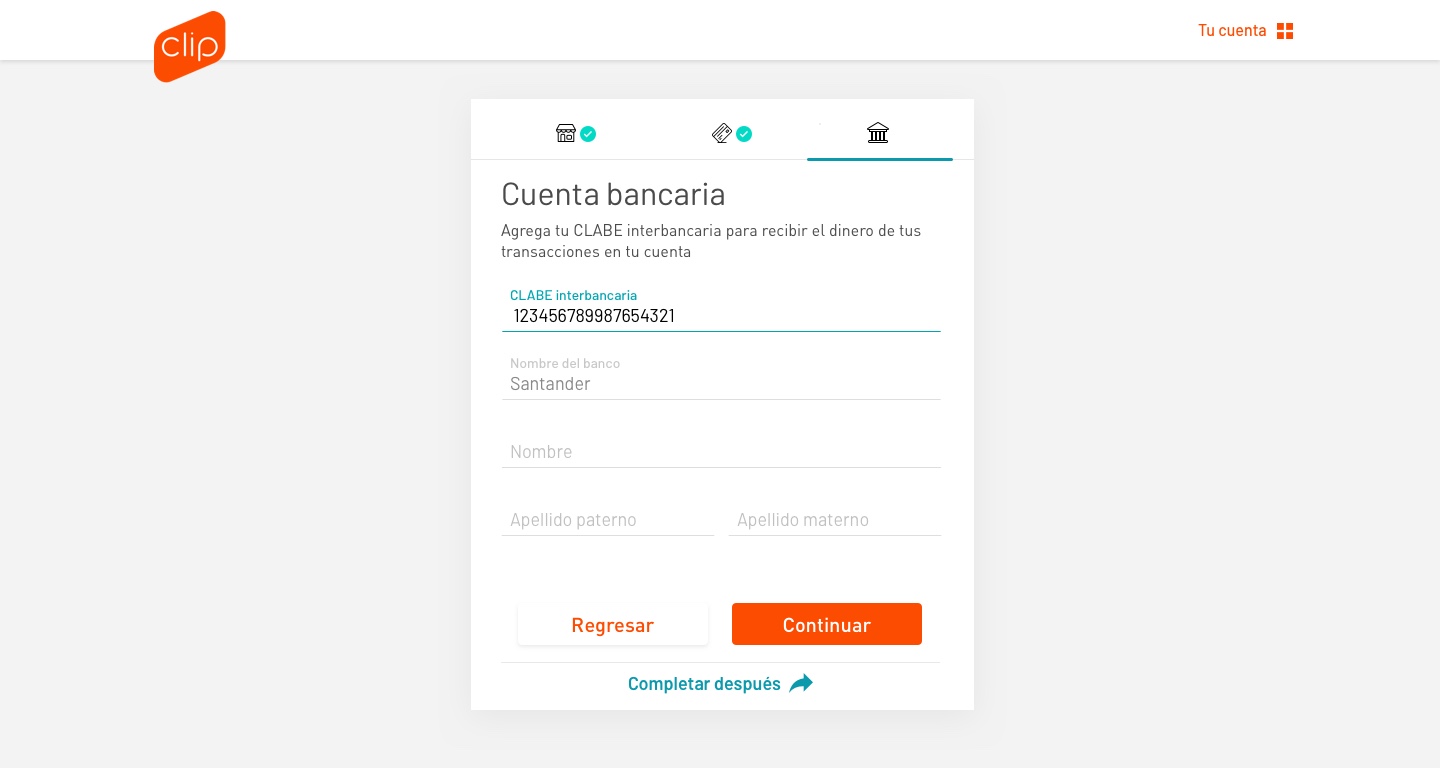 clip
Tu cuenta
Cuenta bancaria
Agrega tu CLABE interbancaria para recibir el dinero de tus
transacciones en tu cuenta
CLABE interbancaria
123456789987654321
Nombre del banco
Santander
Nombre
Apellido paterno
Apellido materno
Regresar
Continuar
Completar después